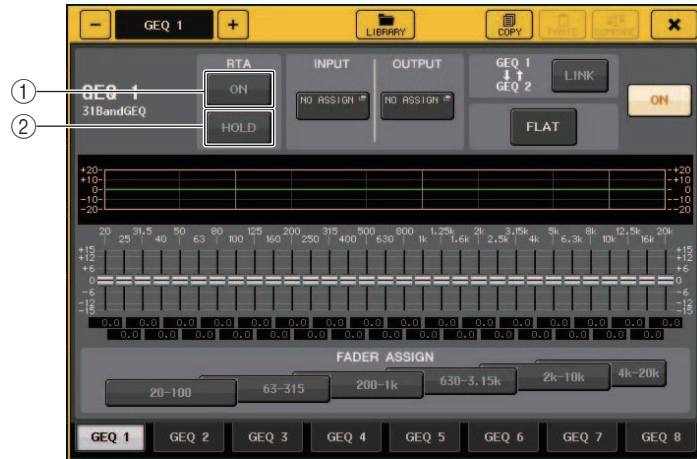 GEQ 1
LIBRARY
COPY
PASTE
COMPARE
①
②
GEQ 1
31BandGEQ
RTA
ON
HOLD
INPUT
NO ASSIGN
OUTPUT
NO ASSIGN
GEQ 1
GEQ 2
LINK
FLAT
ON
+20
+10
0
-10
-20
+20
+10
0
-10
-20
20 31.5 50 80 125 200 315 500 800 1.25k 2k 3.15k 5k 8k 12.5k 20k
25 40 63 100 160 250 400 630 1k 1.6k 2.5k 4k 6.3k 10k 16k
+15
+12
+6
0
-6
-12
-15
+15
+12
+6
0
-6
-12
-15
0.0 0.0 0.0 0.0 0.0 0.0 0.0 0.0 0.0 0.0 0.0 0.0 0.0 0.0 0.0 0.0
0.0 0.0 0.0 0.0 0.0 0.0 0.0 0.0 0.0 0.0 0.0 0.0 0.0 0.0 0.0
FADER ASSIGN
20-100 63-315 200-1k 630-3.15k 2k-10k 4k-20k
GEQ 1 GEQ 2 GEQ 3 GEQ 4 GEQ 5 GEQ 6 GEQ 7 GEQ 8